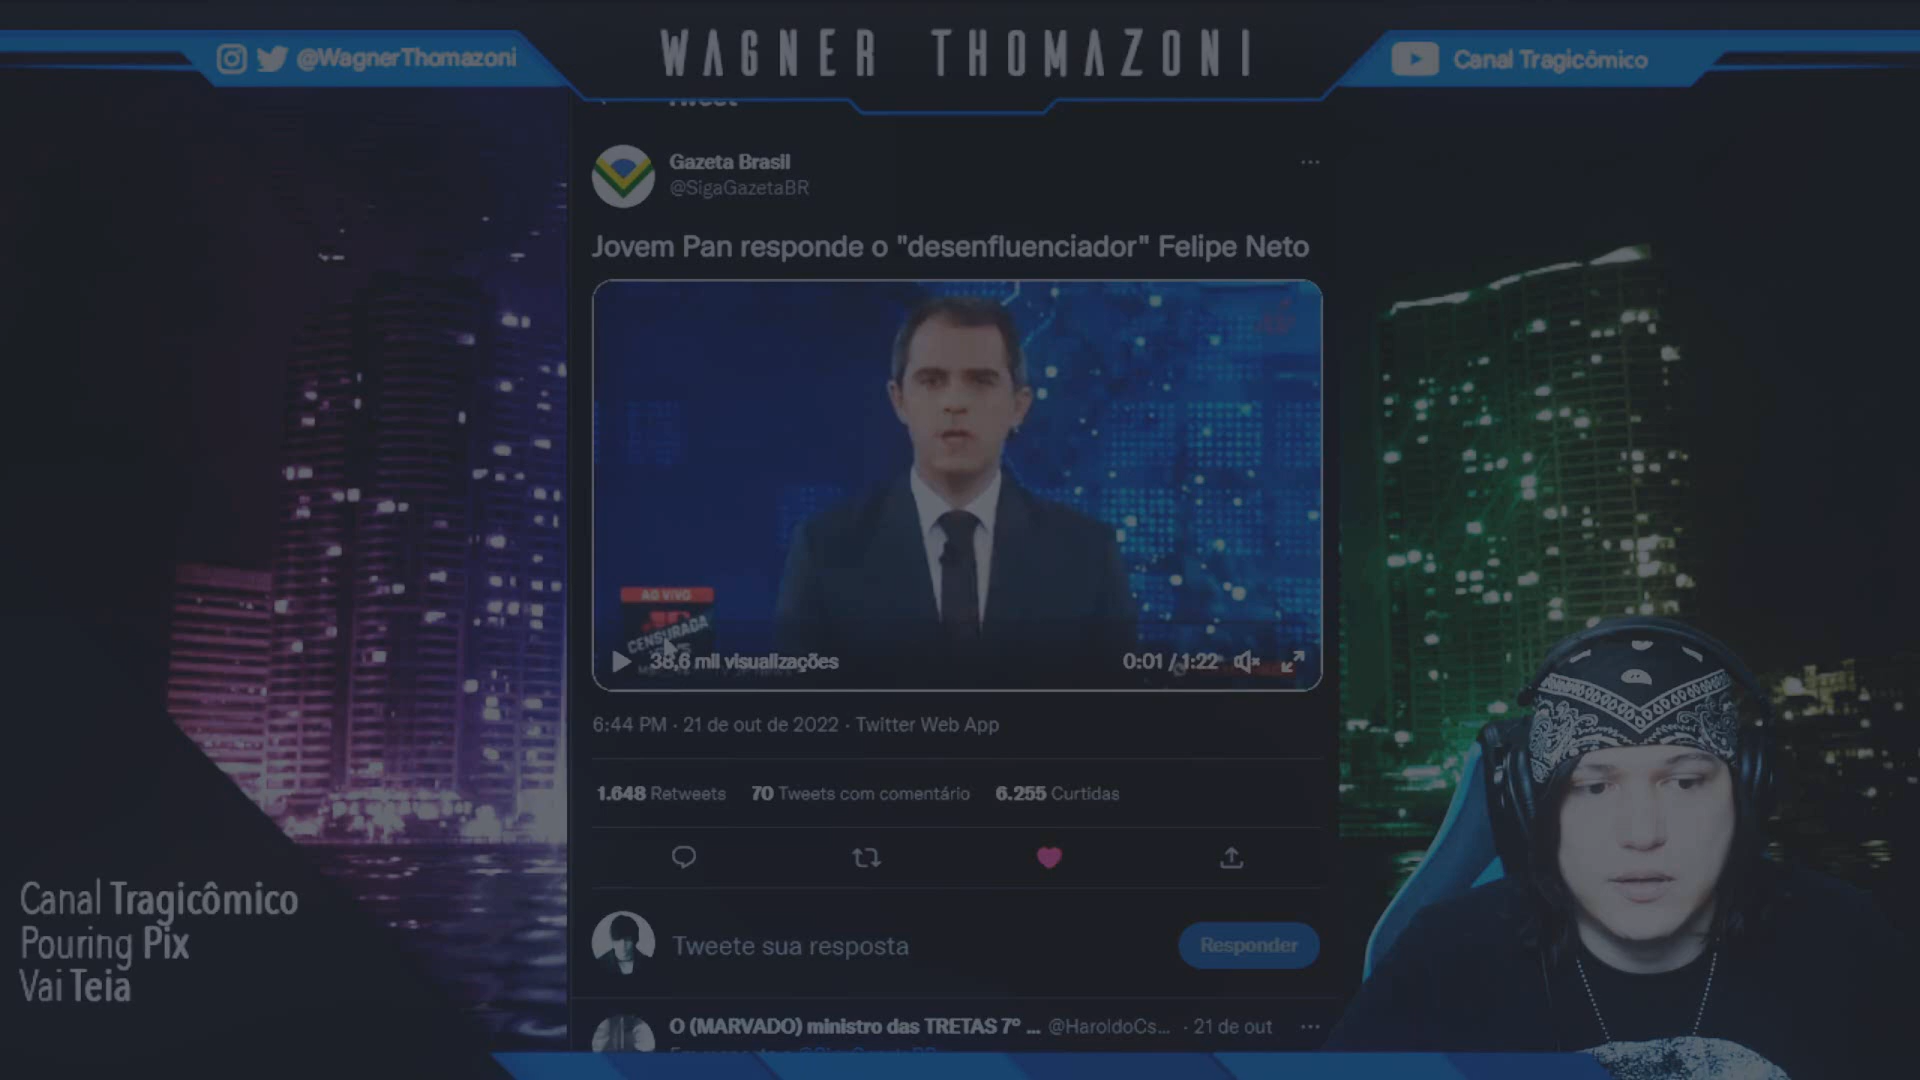 @WagnerThomazoni
WAGNER THOMAZONI
Canal Tragicômico
Tweet
Gazeta Brasil
@SigaGazetaBR
Jovem Pan responde o "desenfluenciador" Felipe Neto
AO VIVO
CENSURADA
38,6 mil visualizações
0:01 / 1:22
6:44 PM · 21 de out de 2022 · Twitter Web App
1.648 Retweets 70 Tweets com comentário 6.255 Curtidas
Canal Tragicômico
Pouring Pix
Vai Teia
Tweete sua resposta
Responder
O (MARVADO) ministro das TRETAS 7º ... @HaroldoCs... · 21 de out